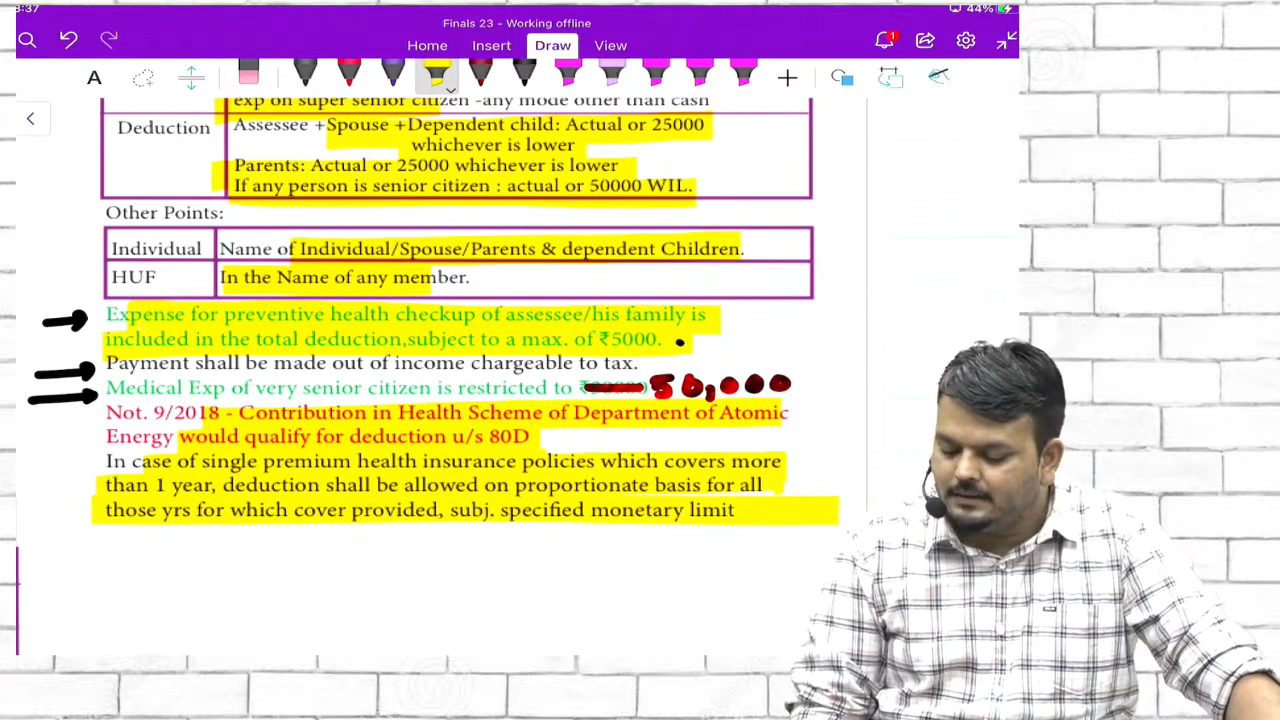 3:37
44%
Finals 23 - Working offline
1
Home Insert Draw View
A
exp on super senior citizen -any mode other than cash
Deduction
Assessee +Spouse +Dependent child: Actual or 25000
whichever is lower
Parents: Actual or 25000 whichever is lower
If any person is senior citizen : actual or 50000 WIL.
Other Points:
Individual Name of Individual/Spouse/Parents & dependent Children.
HUF In the Name of any member.
Expense for preventive health checkup of assessee/his family is
included in the total deduction,subject to a max. of ₹5000.
Payment shall be made out of income chargeable to tax.
Medical Exp of very senior citizen is restricted to 50,000
Not. 9/2018 - Contribution in Health Scheme of Department of Atomic
Energy would qualify for deduction u/s 80D
In case of single premium health insurance policies which covers more
than 1 year, deduction shall be allowed on proportionate basis for all
those yrs for which cover provided, subj. specified monetary limit